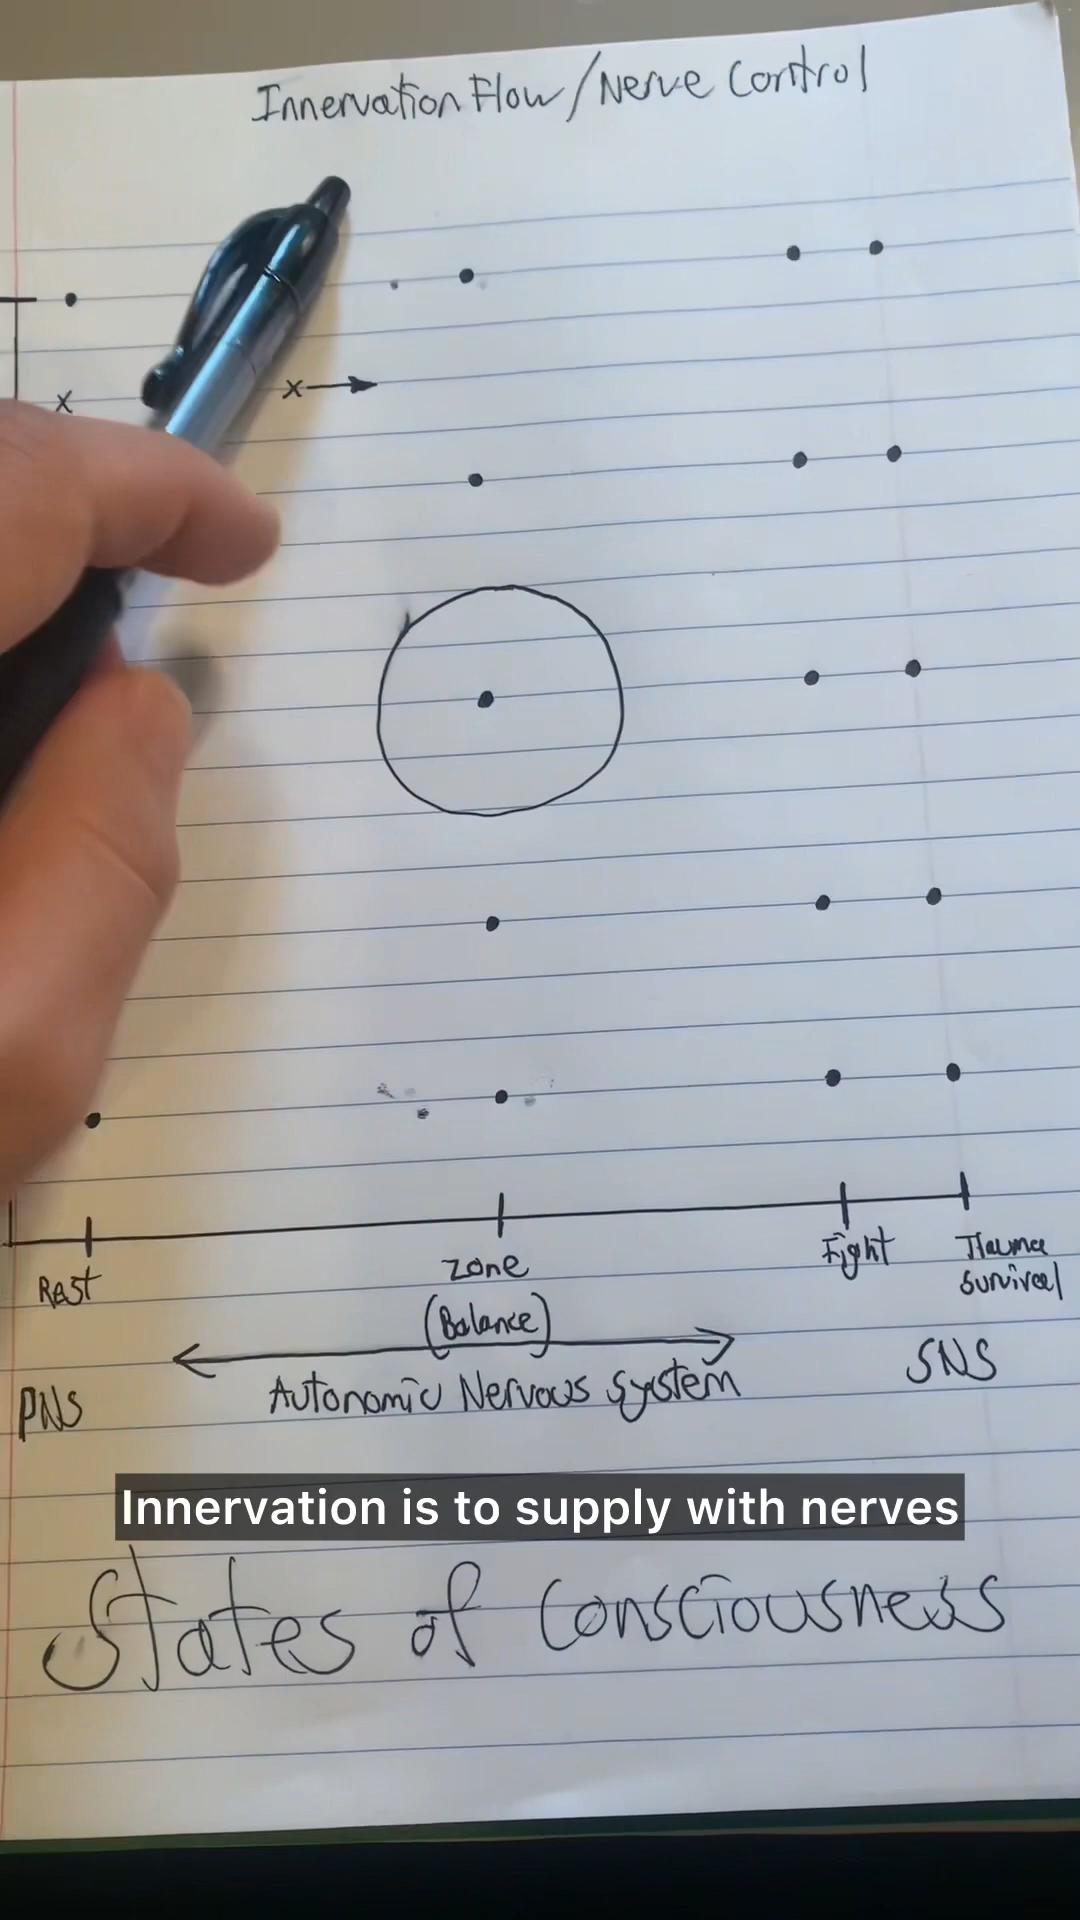 Innervation Flow/Nerve Control
x
x
Rest
Zone
(Balance)
Fight
Trauma
Survival
PNS
Autonomic Nervous System
SNS
Innervation is to supply with nerves
States of Consciousness